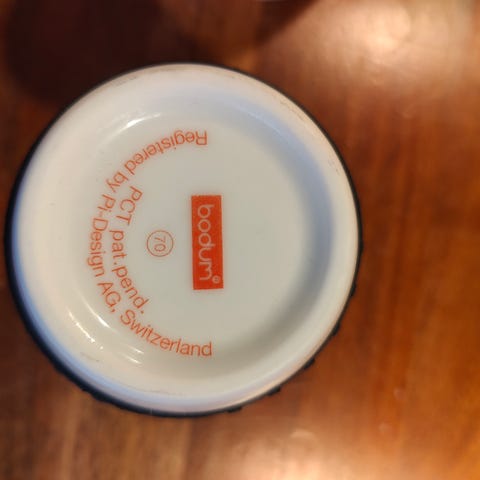 bodum®
70
PCT pat.pend.
Registered by Pi-Design AG, Switzerland